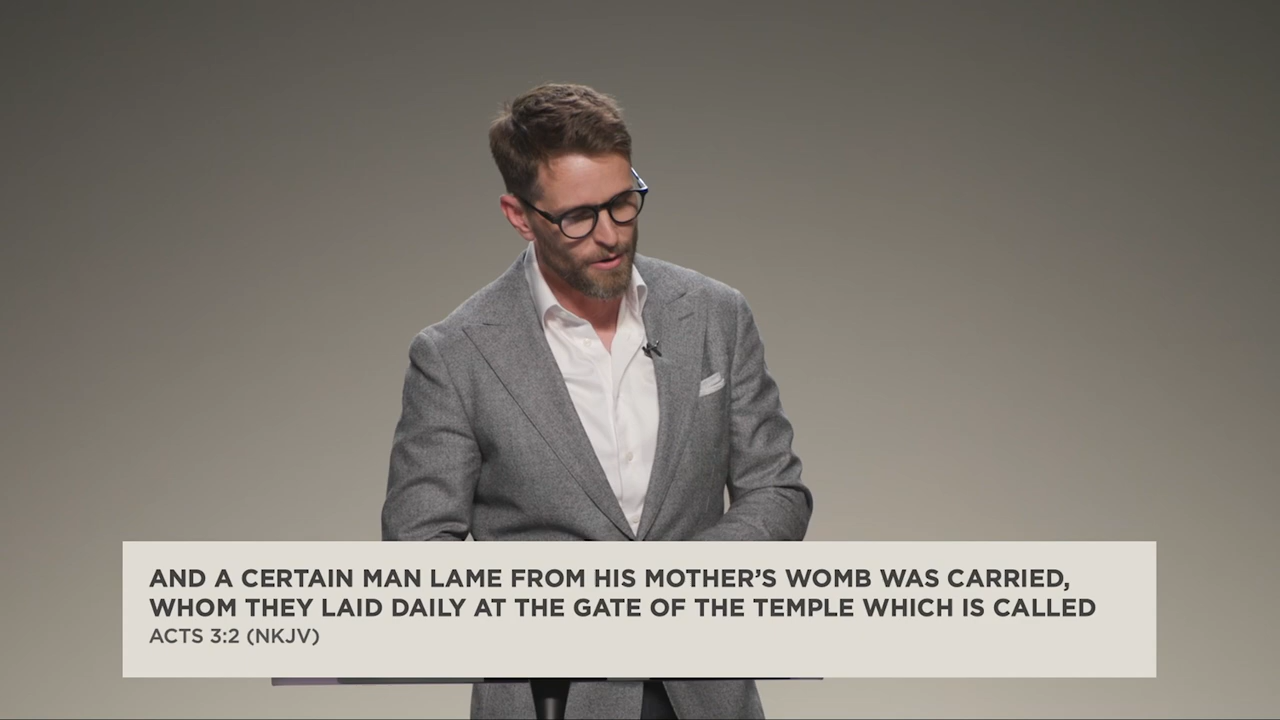 AND A CERTAIN MAN LAME FROM HIS MOTHER’S WOMB WAS CARRIED,
WHOM THEY LAID DAILY AT THE GATE OF THE TEMPLE WHICH IS CALLED
ACTS 3:2 (NKJV)